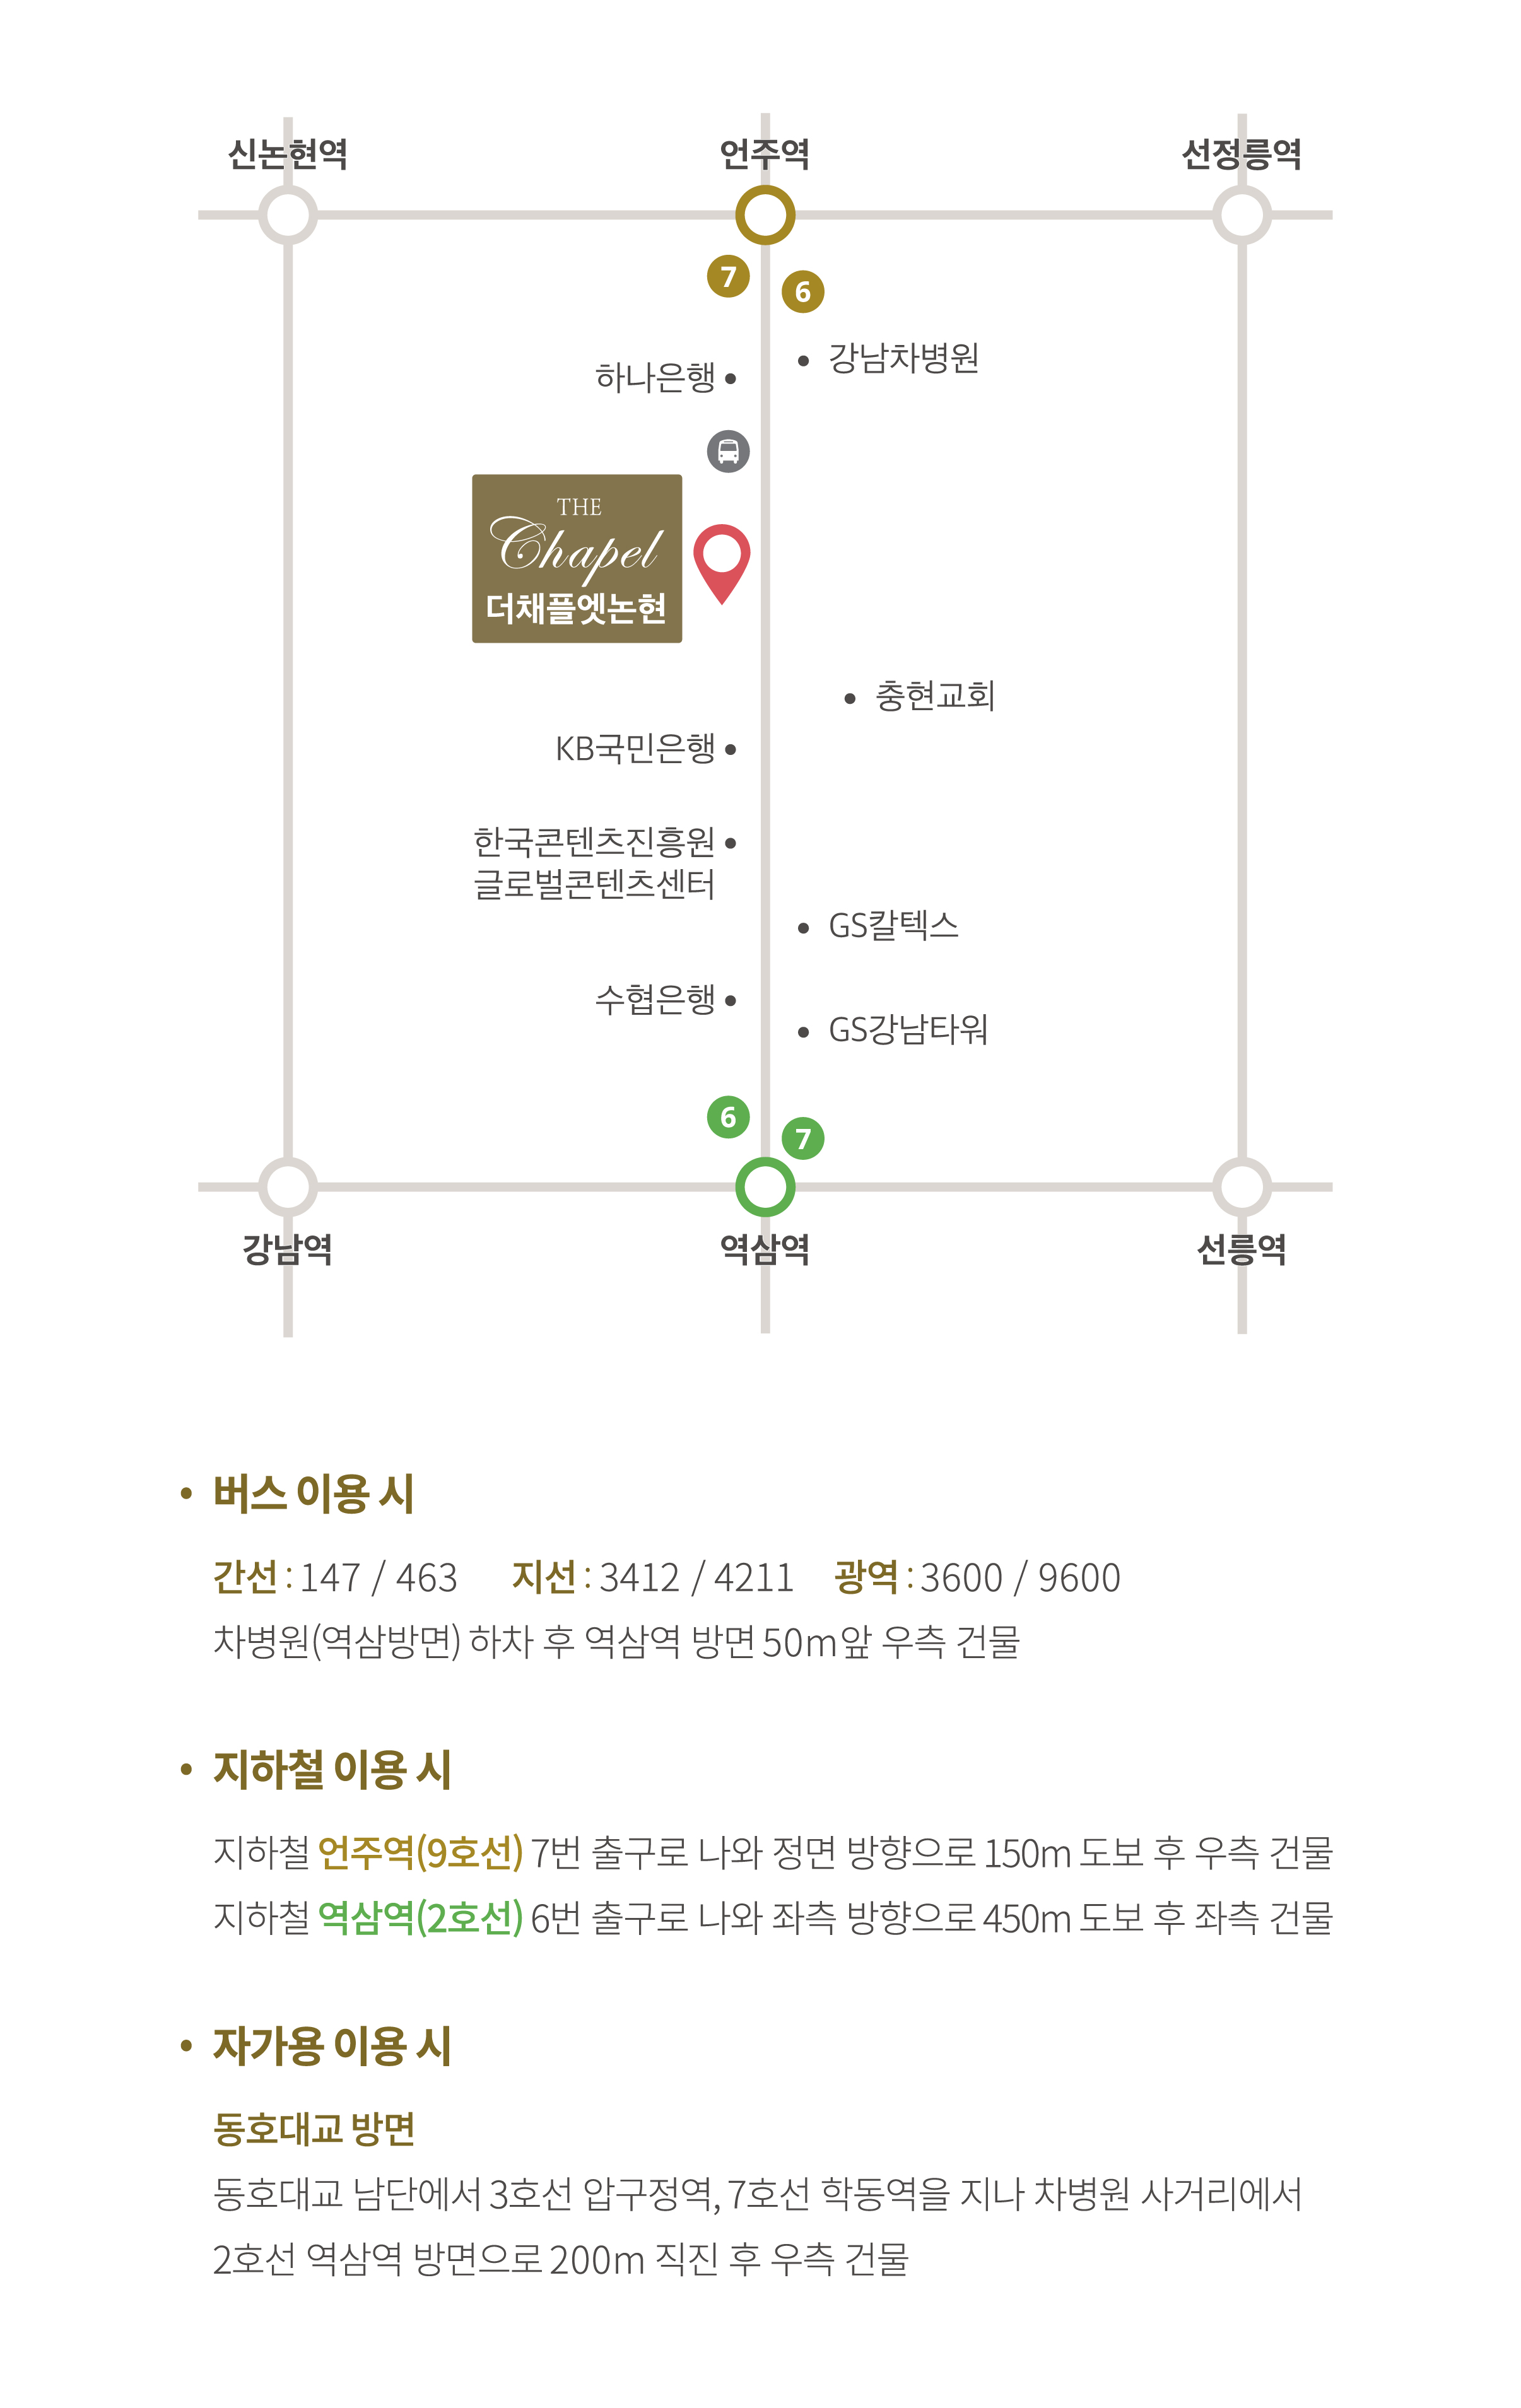 신논현역
언주역
선정릉역
7
6
강남차병원
하나은행
THE
Chapel
더채플엣논현
충현교회
KB국민은행
한국콘텐츠진흥원
글로벌콘텐츠센터
GS칼텍스
수협은행
GS강남타워
6
7
강남역
역삼역
선릉역
• 버스 이용 시
간선 : 147 / 463 지선 : 3412 / 4211 광역 : 3600 / 9600
차병원(역삼방면) 하차 후 역삼역 방면 50m앞 우측 건물
• 지하철 이용 시
지하철 언주역(9호선) 7번 출구로 나와 정면 방향으로 150m 도보 후 우측 건물
지하철 역삼역(2호선) 6번 출구로 나와 좌측 방향으로 450m 도보 후 좌측 건물
• 자가용 이용 시
동호대교 방면
동호대교 남단에서 3호선 압구정역, 7호선 학동역을 지나 차병원 사거리에서
2호선 역삼역 방면으로 200m 직진 후 우측 건물